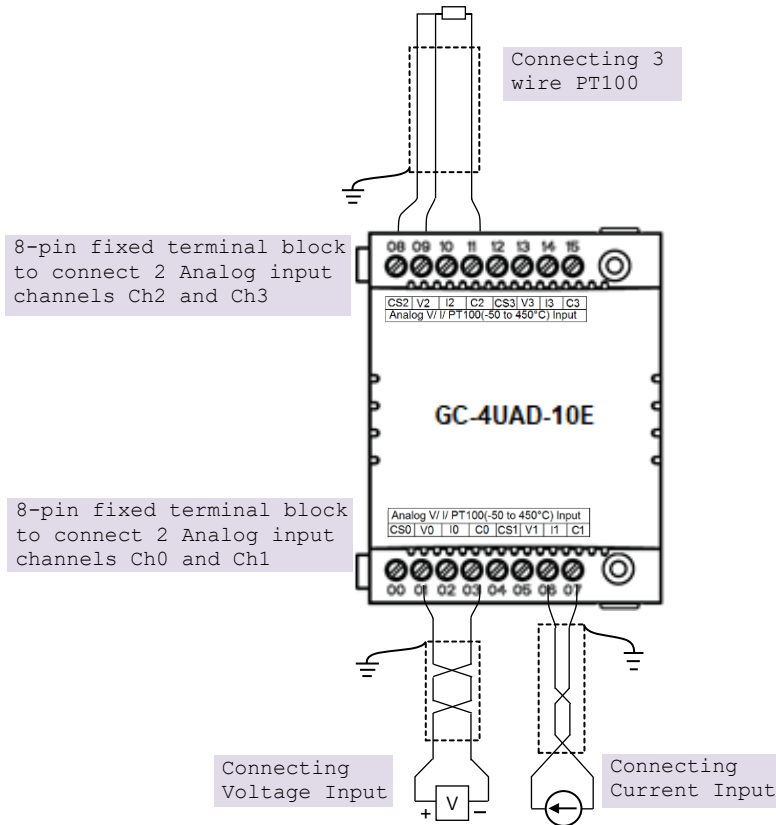 Connecting 3
wire PT100
8-pin fixed terminal block
to connect 2 Analog input
channels Ch2 and Ch3
08 09 10 11 12 13 14 15
CS2 V2 I2 C2 CS3 V3 I3 C3
Analog V/ I/ PT100(-50 to 450°C) Input
GC-4UAD-10E
8-pin fixed terminal block
to connect 2 Analog input
channels Ch0 and Ch1
Analog V/ I/ PT100(-50 to 450°C) Input
CS0 V0 I0 C0 CS1 V1 I1 C1
00 01 02 03 04 05 06 07
Connecting
Voltage Input
+ V −
Connecting
Current Input